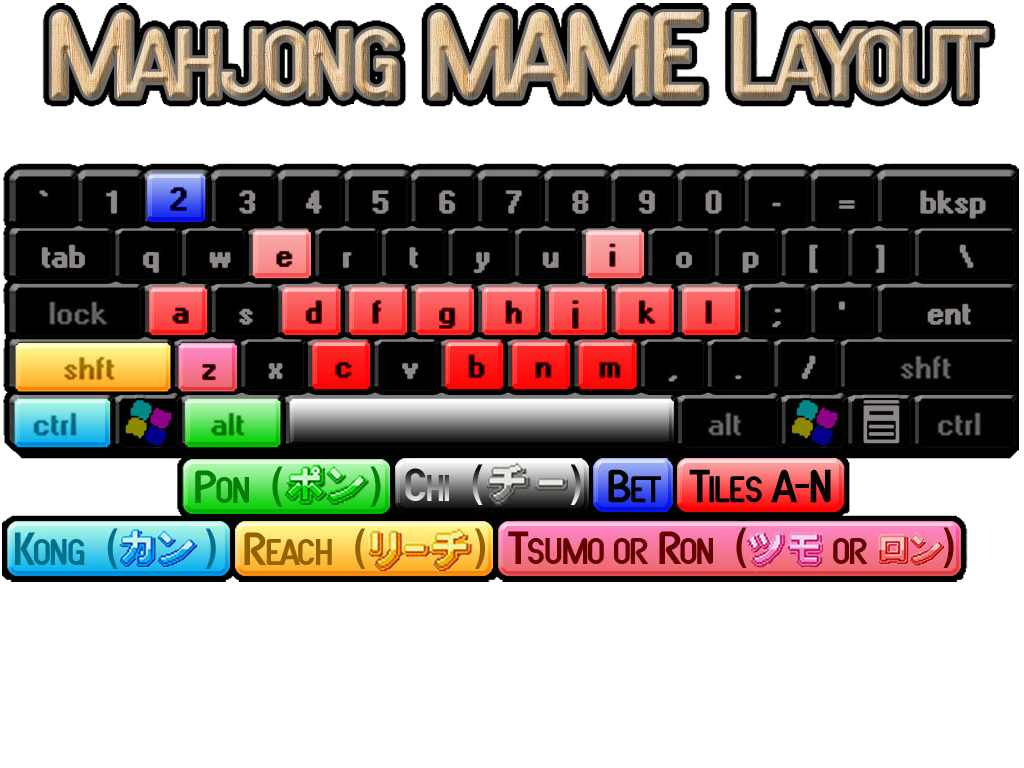 Mahjong MAME Layout
` 1 2 3 4 5 6 7 8 9 0 - = bksp
tab q w e r t y u i o p [ ] \
lock a s d f g h j k l ; ' ent
shft z x c v b n m , . / shft
ctrl alt alt ctrl
Pon (ポン) Chi (チー) Bet Tiles A-N
Kong (カン) Reach (リーチ) Tsumo or Ron (ツモ or ロン)